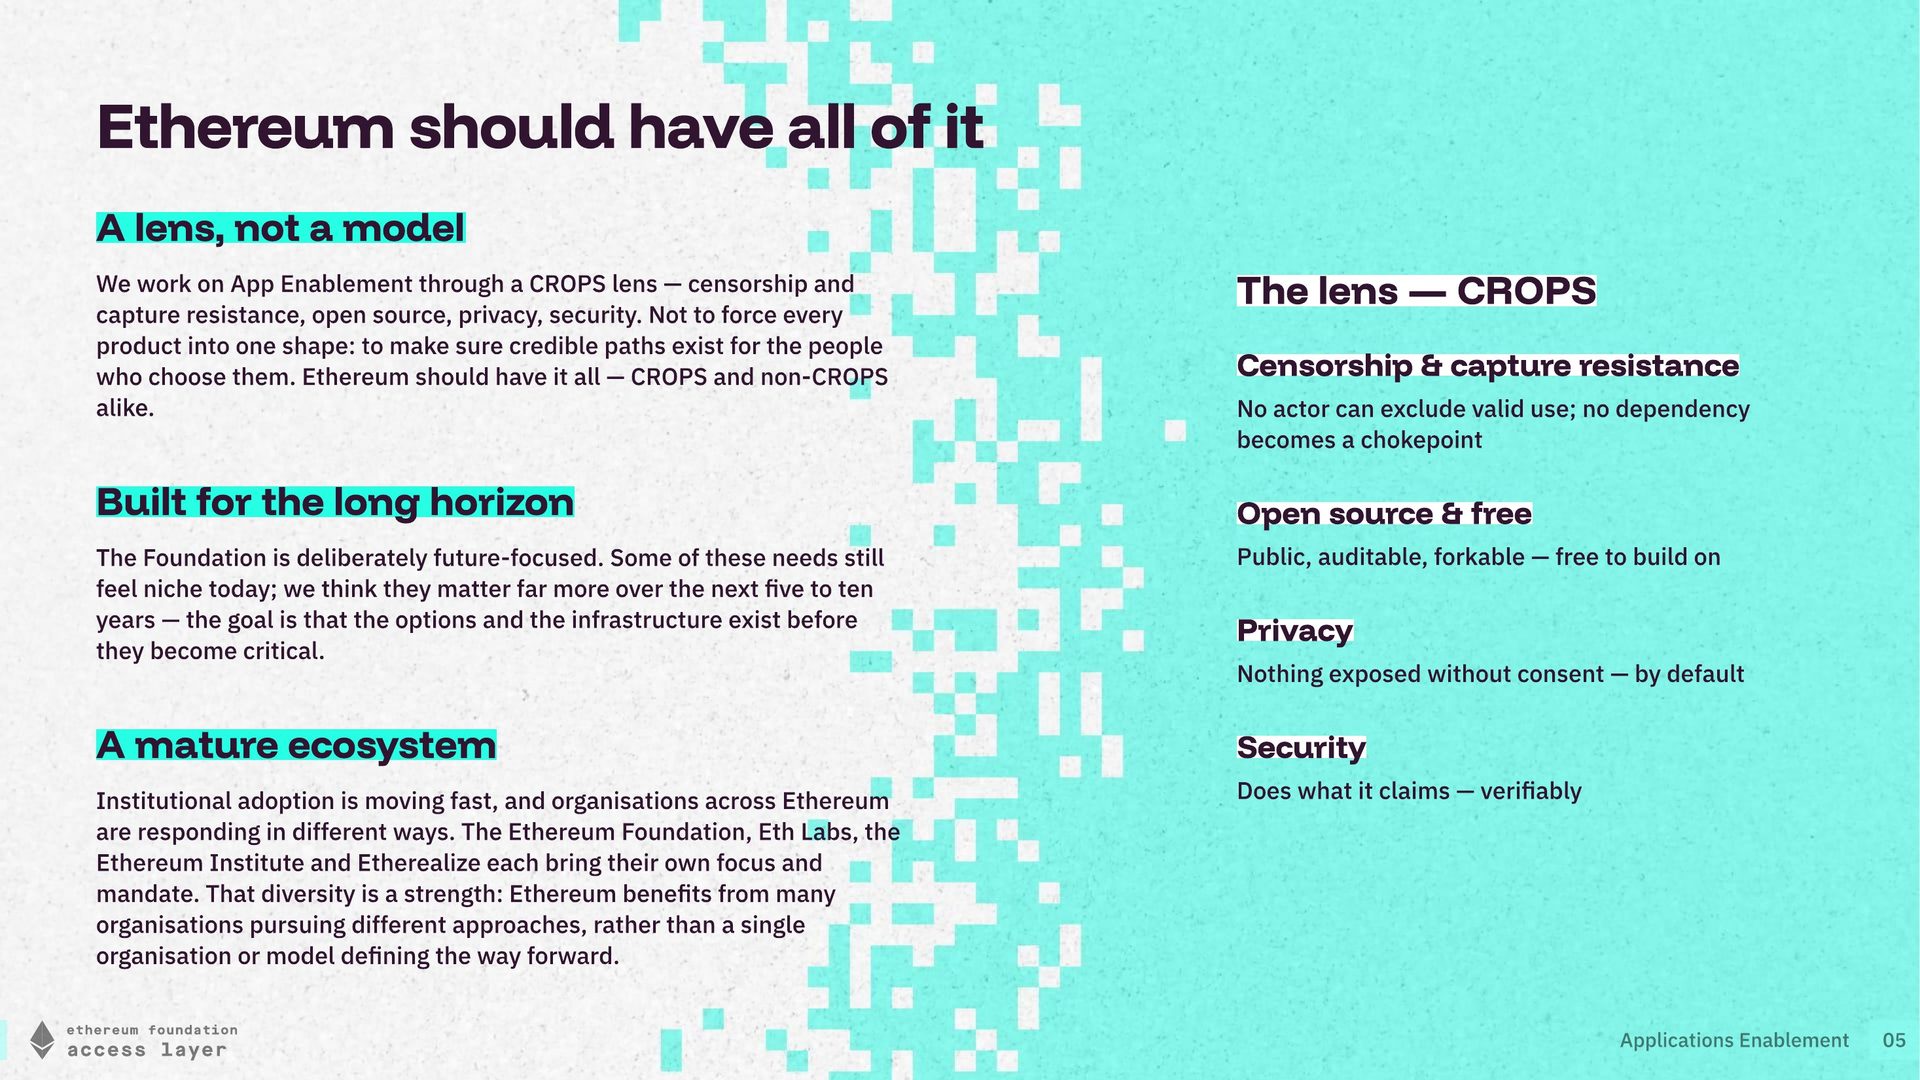 Ethereum should have all of it
A lens, not a model
We work on App Enablement through a CROPS lens — censorship and
capture resistance, open source, privacy, security. Not to force every
product into one shape: to make sure credible paths exist for the people
who choose them. Ethereum should have it all — CROPS and non-CROPS
alike.
Built for the long horizon
The Foundation is deliberately future-focused. Some of these needs still
feel niche today; we think they matter far more over the next five to ten
years — the goal is that the options and the infrastructure exist before
they become critical.
A mature ecosystem
Institutional adoption is moving fast, and organisations across Ethereum
are responding in different ways. The Ethereum Foundation, Eth Labs, the
Ethereum Institute and Etherealize each bring their own focus and
mandate. That diversity is a strength: Ethereum benefits from many
organisations pursuing different approaches, rather than a single
organisation or model defining the way forward.
The lens — CROPS
Censorship & capture resistance
No actor can exclude valid use; no dependency
becomes a chokepoint
Open source & free
Public, auditable, forkable — free to build on
Privacy
Nothing exposed without consent — by default
Security
Does what it claims — verifiably
ethereum foundation
access layer
Applications Enablement 05